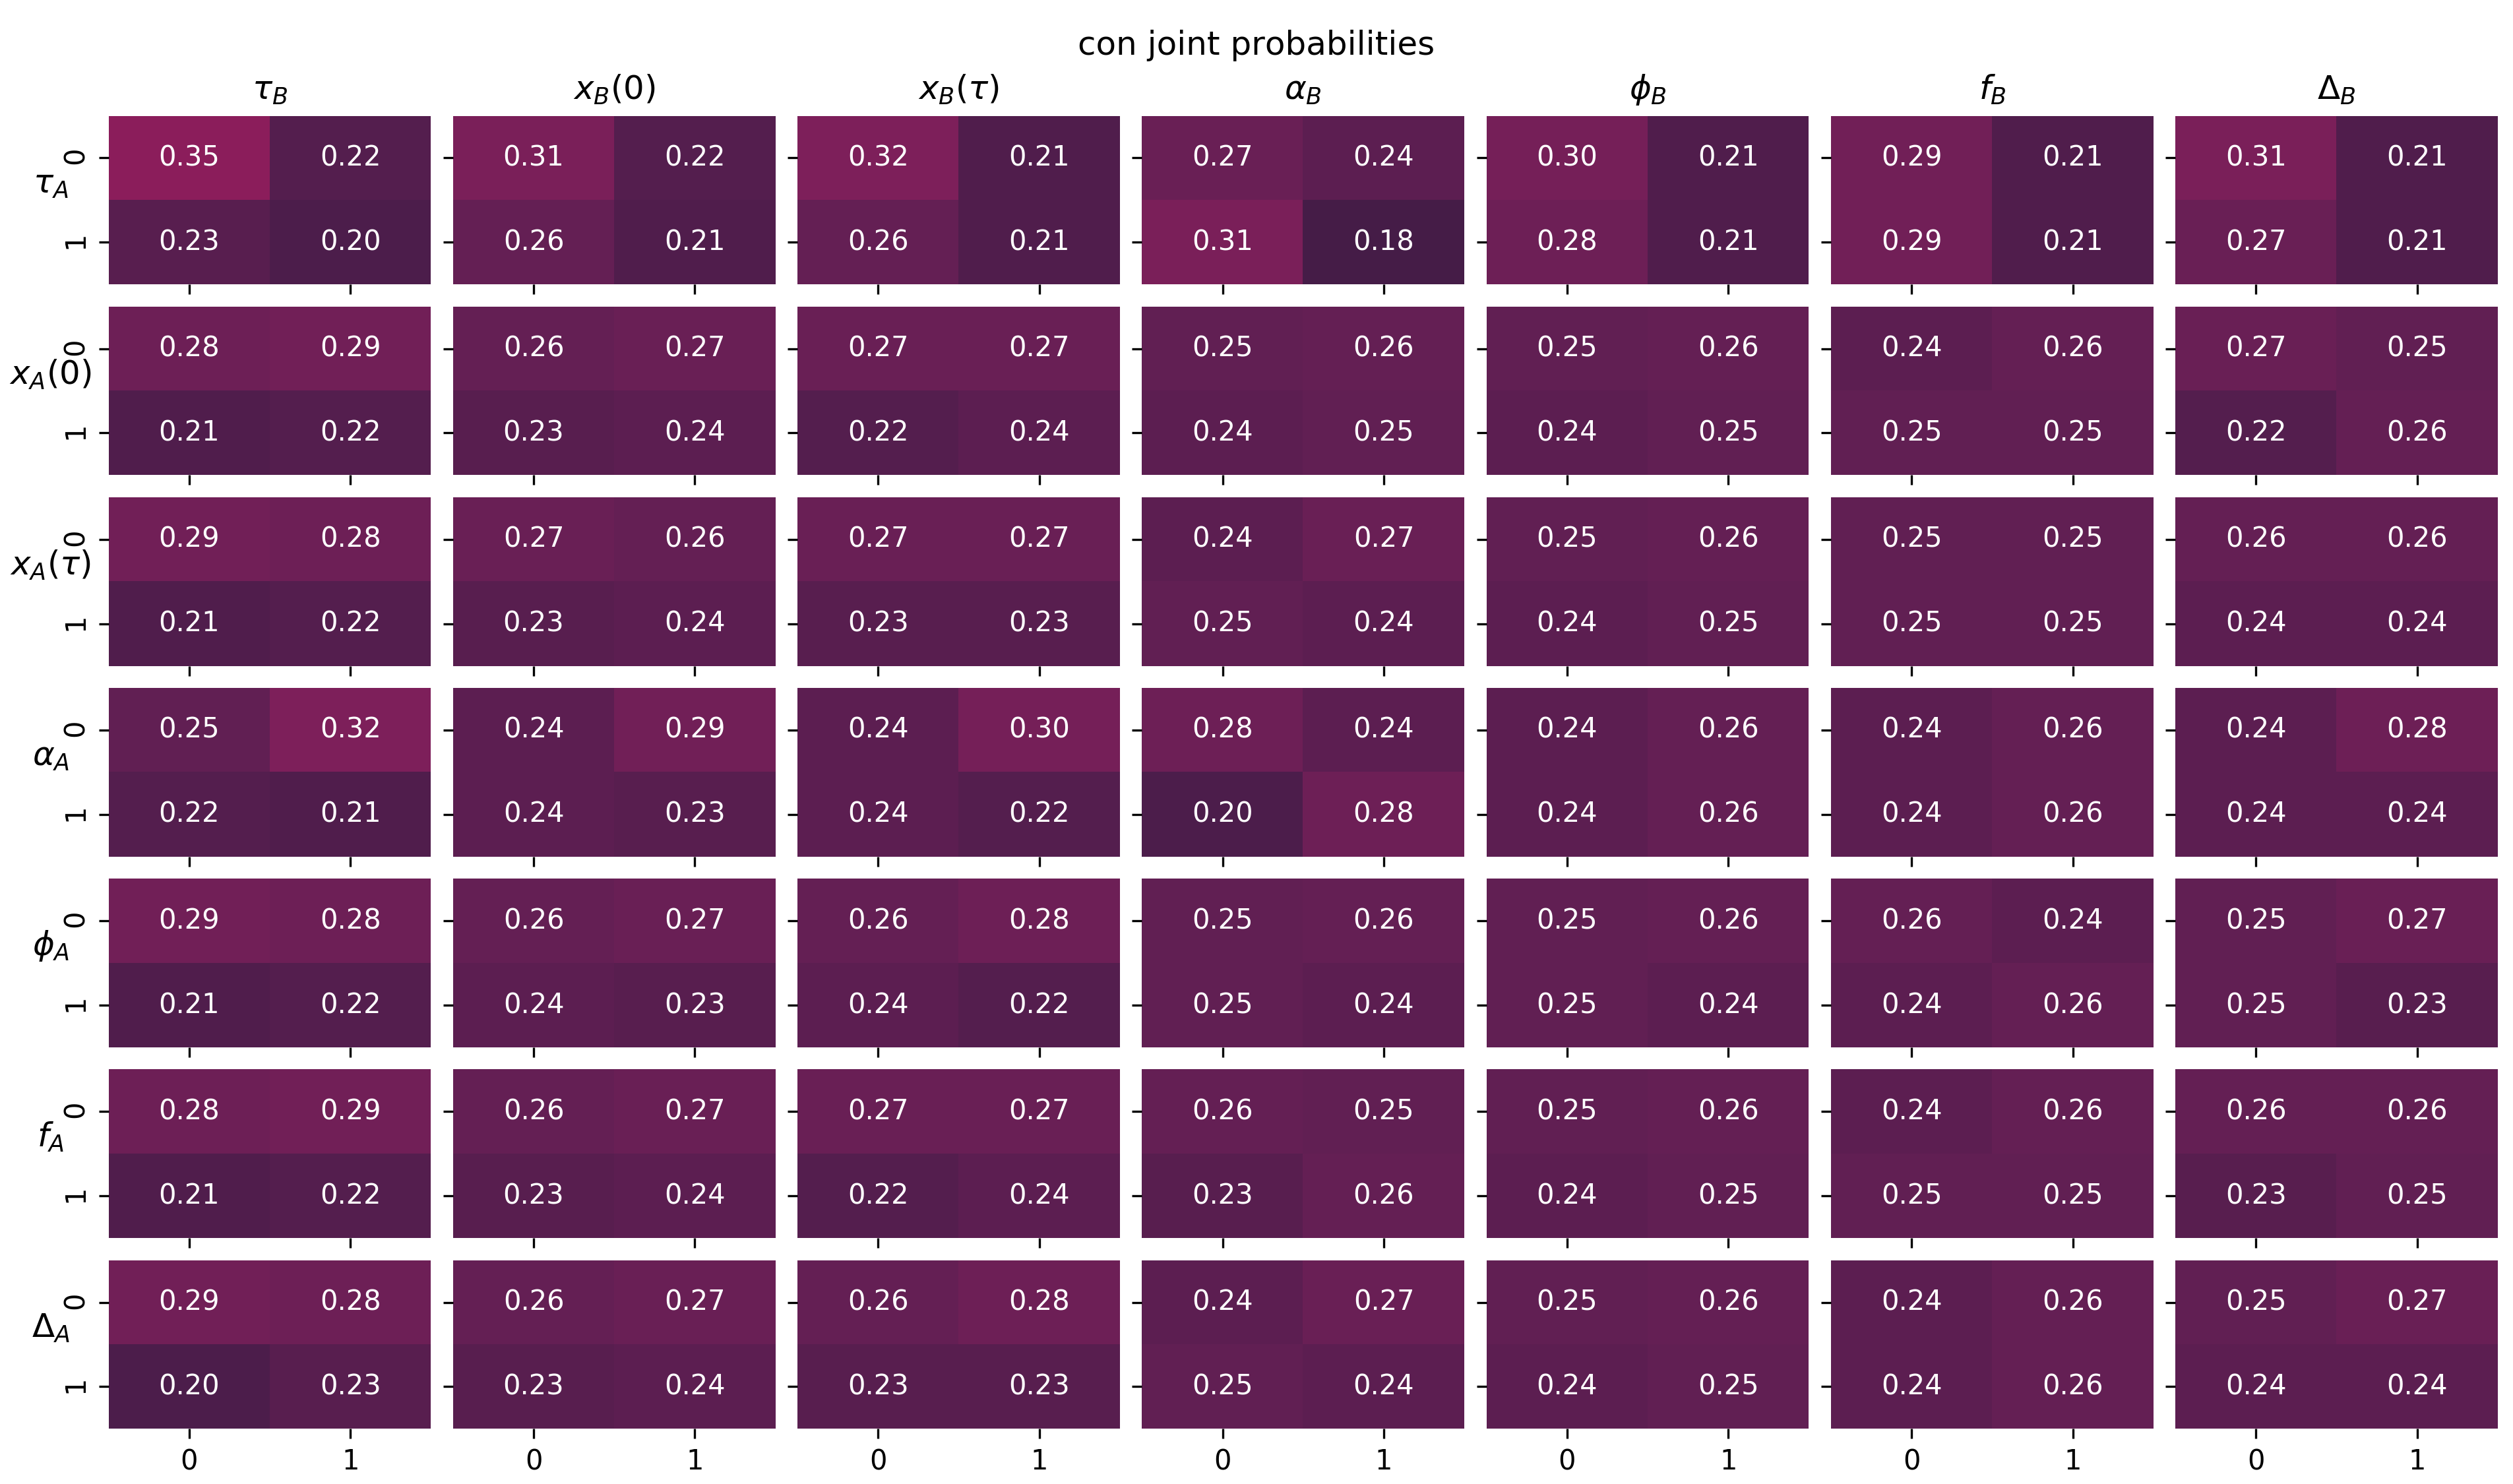 con joint probabilities
τ_B x_B(0) x_B(τ) α_B ϕ_B f_B Δ_B
0 0.35 0.22 0.31 0.22 0.32 0.21 0.27 0.24 0.30 0.21 0.29 0.21 0.31 0.21
τ_A
1 0.23 0.20 0.26 0.21 0.26 0.21 0.31 0.18 0.28 0.21 0.29 0.21 0.27 0.21
0 0.28 0.29 0.26 0.27 0.27 0.27 0.25 0.26 0.25 0.26 0.24 0.26 0.27 0.25
x_A(0)
1 0.21 0.22 0.23 0.24 0.22 0.24 0.24 0.25 0.24 0.25 0.25 0.25 0.22 0.26
0 0.29 0.28 0.27 0.26 0.27 0.27 0.24 0.27 0.25 0.26 0.25 0.25 0.26 0.26
x_A(τ)
1 0.21 0.22 0.23 0.24 0.23 0.23 0.25 0.24 0.24 0.25 0.25 0.25 0.24 0.24
0 0.25 0.32 0.24 0.29 0.24 0.30 0.28 0.24 0.24 0.26 0.24 0.26 0.24 0.28
α_A
1 0.22 0.21 0.24 0.23 0.24 0.22 0.20 0.28 0.24 0.26 0.24 0.26 0.24 0.24
0 0.29 0.28 0.26 0.27 0.26 0.28 0.25 0.26 0.25 0.26 0.26 0.24 0.25 0.27
ϕ_A
1 0.21 0.22 0.24 0.23 0.24 0.22 0.25 0.24 0.25 0.24 0.24 0.26 0.25 0.23
0 0.28 0.29 0.26 0.27 0.27 0.27 0.26 0.25 0.25 0.26 0.24 0.26 0.26 0.26
f_A
1 0.21 0.22 0.23 0.24 0.22 0.24 0.23 0.26 0.24 0.25 0.25 0.25 0.23 0.25
0 0.29 0.28 0.26 0.27 0.26 0.28 0.24 0.27 0.25 0.26 0.24 0.26 0.25 0.27
Δ_A
1 0.20 0.23 0.23 0.24 0.23 0.23 0.25 0.24 0.24 0.25 0.24 0.26 0.24 0.24
0 1 0 1 0 1 0 1 0 1 0 1 0 1